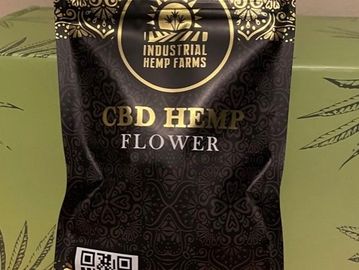 INDUSTRIAL
HEMP FARMS
CBD HEMP
FLOWER